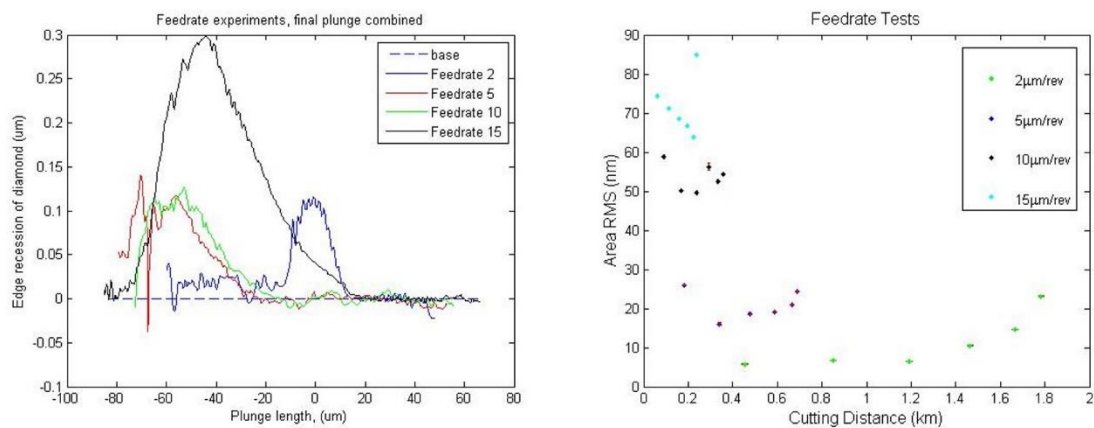 Feedrate experiments, final plunge combined
0.3
0.25
0.2
0.15
0.1
0.05
0
-0.05
-0.1
Edge recession of diamond (um)
base
Feedrate 2
Feedrate 5
Feedrate 10
Feedrate 15
-100 -80 -60 -40 -20 0 20 40 60 80
Plunge length, (um)
Feedrate Tests
90
80
70
60
50
40
30
20
10
0
Area RMS (nm)
2μm/rev
5μm/rev
10μm/rev
15μm/rev
0 0.2 0.4 0.6 0.8 1 1.2 1.4 1.6 1.8 2
Cutting Distance (km)